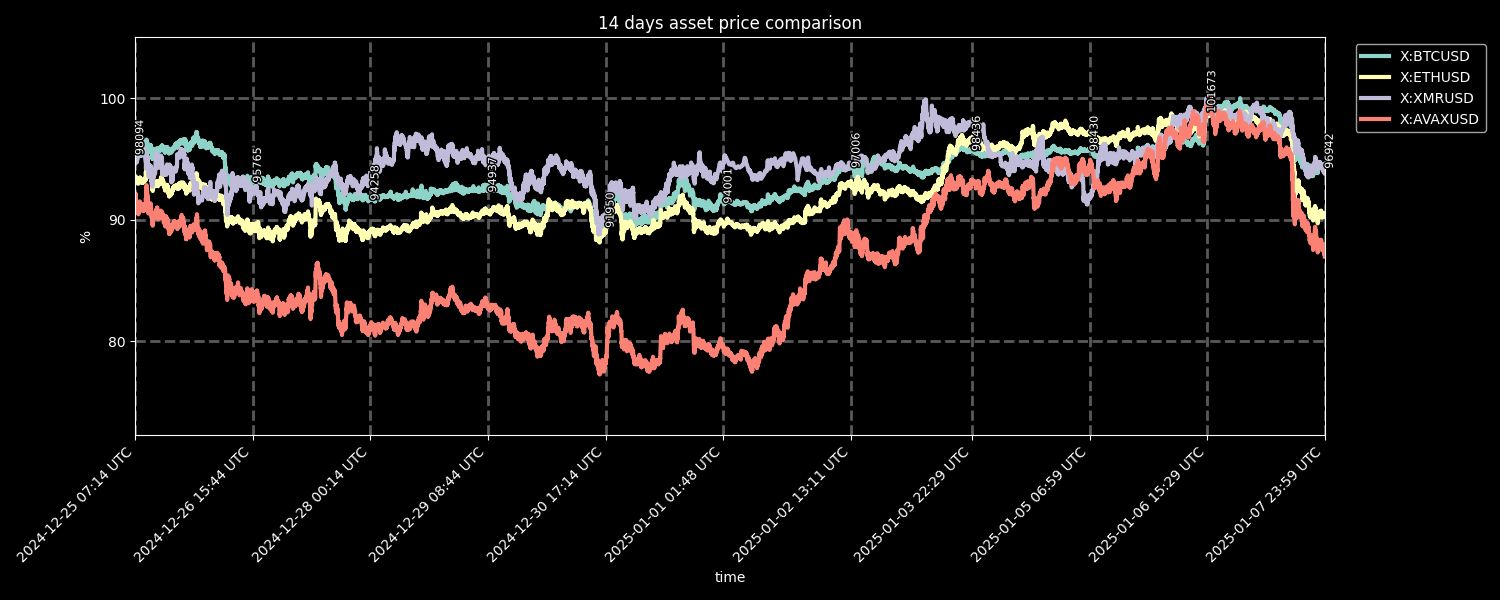 14 days asset price comparison
X:BTCUSD
X:ETHUSD
X:XMRUSD
X:AVAXUSD
100
90
80
%
98094
95765
94258
94937
91950
94001
97006
98436
98430
101673
96942
2024-12-25 07:14 UTC
2024-12-26 15:44 UTC
2024-12-28 00:14 UTC
2024-12-29 08:44 UTC
2024-12-30 17:14 UTC
2025-01-01 01:48 UTC
2025-01-02 13:11 UTC
2025-01-03 22:29 UTC
2025-01-05 06:59 UTC
2025-01-06 15:29 UTC
2025-01-07 23:59 UTC
time